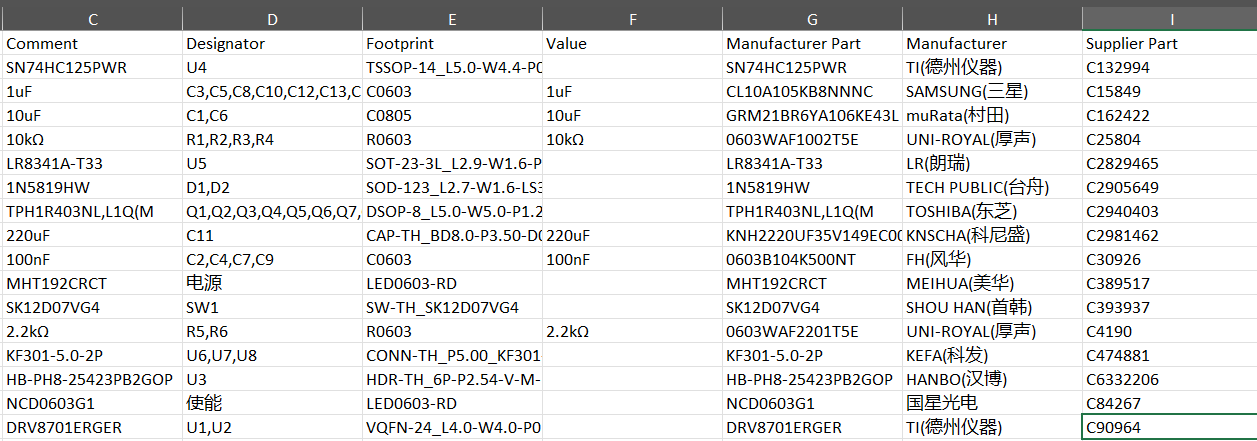 C D E F G H I
Comment Designator Footprint Value Manufacturer Part Manufacturer Supplier Part
SN74HC125PWR U4 TSSOP-14_L5.0-W4.4-P0 SN74HC125PWR TI(德州仪器) C132994
1uF C3,C5,C8,C10,C12,C13,C C0603 1uF CL10A105KB8NNNC SAMSUNG(三星) C15849
10uF C1,C6 C0805 10uF GRM21BR6YA106KE43L muRata(村田) C162422
10kΩ R1,R2,R3,R4 R0603 10kΩ 0603WAF1002T5E UNI-ROYAL(厚声) C25804
LR8341A-T33 U5 SOT-23-3L_L2.9-W1.6-P LR8341A-T33 LR(朗瑞) C2829465
1N5819HW D1,D2 SOD-123_L2.7-W1.6-LS3 1N5819HW TECH PUBLIC(台舟) C2905649
TPH1R403NL,L1Q(M Q1,Q2,Q3,Q4,Q5,Q6,Q7, DSOP-8_L5.0-W5.0-P1.2 TPH1R403NL,L1Q(M TOSHIBA(东芝) C2940403
220uF C11 CAP-TH_BD8.0-P3.50-D0 220uF KNH2220UF35V149EC00 KNSCHA(科尼盛) C2981462
100nF C2,C4,C7,C9 C0603 100nF 0603B104K500NT FH(风华) C30926
MHT192CRCT 电源 LED0603-RD MHT192CRCT MEIHUA(美华) C389517
SK12D07VG4 SW1 SW-TH_SK12D07VG4 SK12D07VG4 SHOU HAN(首韩) C393937
2.2kΩ R5,R6 R0603 2.2kΩ 0603WAF2201T5E UNI-ROYAL(厚声) C4190
KF301-5.0-2P U6,U7,U8 CONN-TH_P5.00_KF301 KF301-5.0-2P KEFA(科发) C474881
HB-PH8-25423PB2GOP U3 HDR-TH_6P-P2.54-V-M- HB-PH8-25423PB2GOP HANBO(汉博) C6332206
NCD0603G1 使能 LED0603-RD NCD0603G1 国星光电 C84267
DRV8701ERGER U1,U2 VQFN-24_L4.0-W4.0-P0 DRV8701ERGER TI(德州仪器) C90964